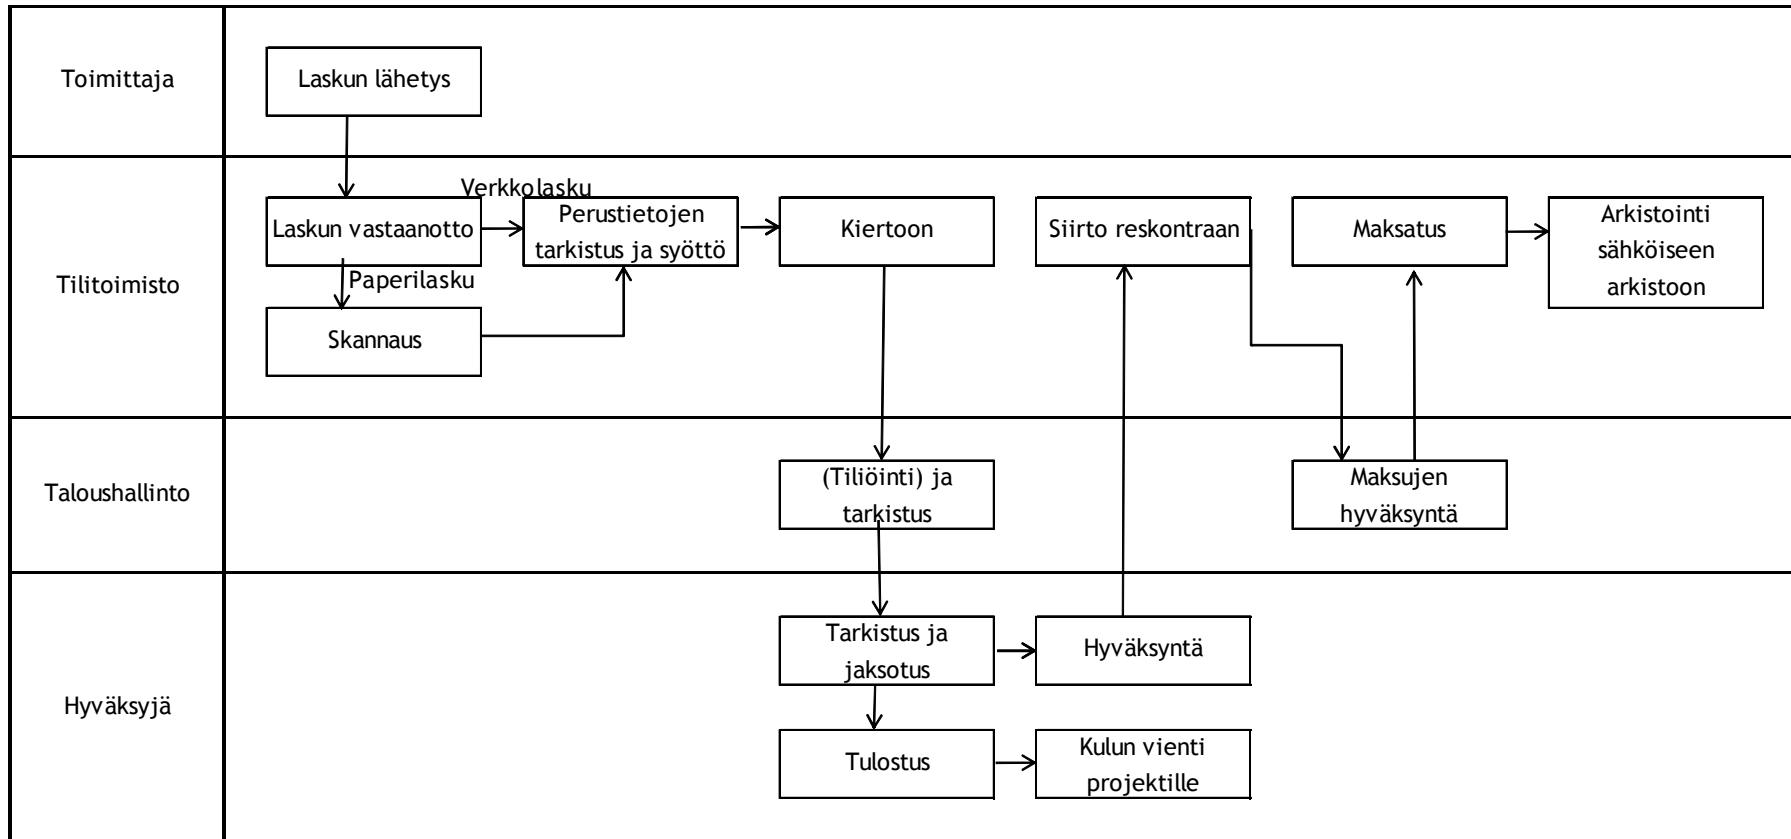 Toimittaja
Laskun lähetys
Tilitoimisto
Verkkolasku
Laskun vastaanotto
Perustietojen
tarkistus ja syöttö
Kiertoon
Siirto reskontraan
Maksatus
Arkistointi
sähköiseen
arkistoon
Paperilasku
Skannaus
Taloushallinto
(Tiliöinti) ja
tarkistus
Maksujen
hyväksyntä
Hyväksyjä
Tarkistus ja
jaksotus
Hyväksyntä
Tulostus
Kulun vienti
projektille